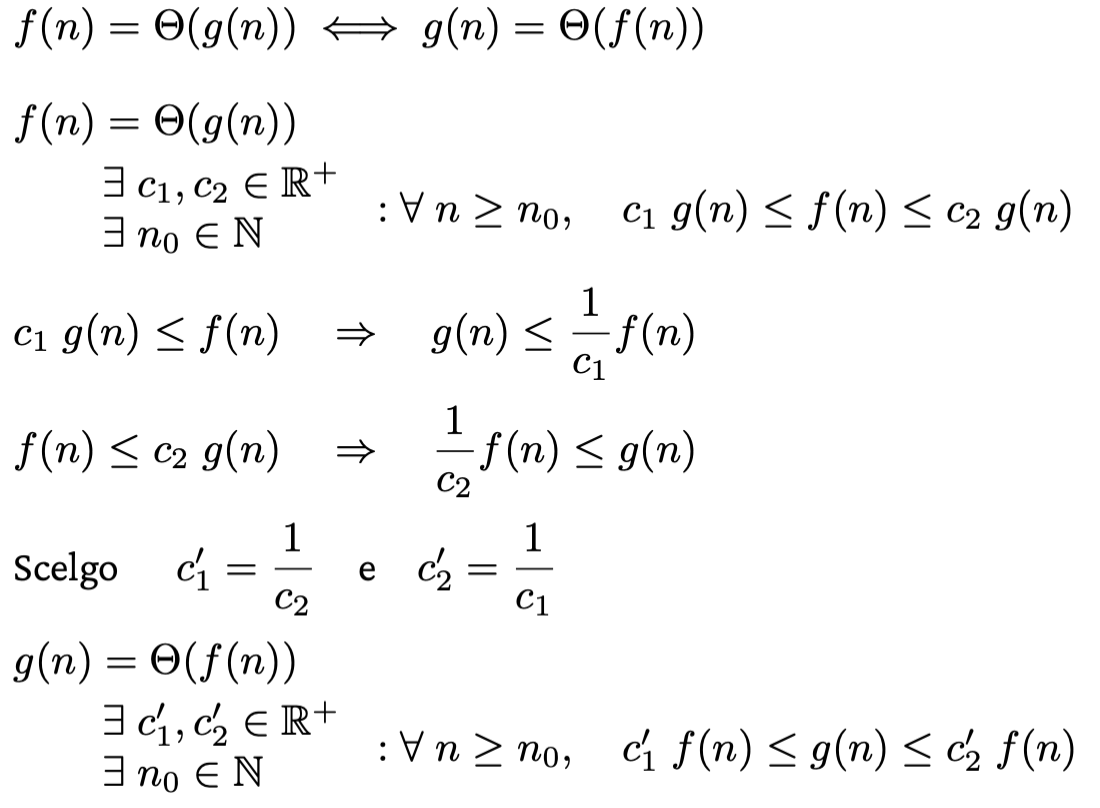 f(n) = Θ(g(n)) ⟺ g(n) = Θ(f(n))
f(n) = Θ(g(n))
∃ c₁, c₂ ∈ ℝ⁺
∃ n₀ ∈ ℕ : ∀ n ≥ n₀, c₁ g(n) ≤ f(n) ≤ c₂ g(n)
c₁ g(n) ≤ f(n) ⇒ g(n) ≤ 1/c₁ f(n)
f(n) ≤ c₂ g(n) ⇒ 1/c₂ f(n) ≤ g(n)
Scelgo c′₁ = 1/c₂ e c′₂ = 1/c₁
g(n) = Θ(f(n))
∃ c′₁, c′₂ ∈ ℝ⁺
∃ n₀ ∈ ℕ : ∀ n ≥ n₀, c′₁ f(n) ≤ g(n) ≤ c′₂ f(n)